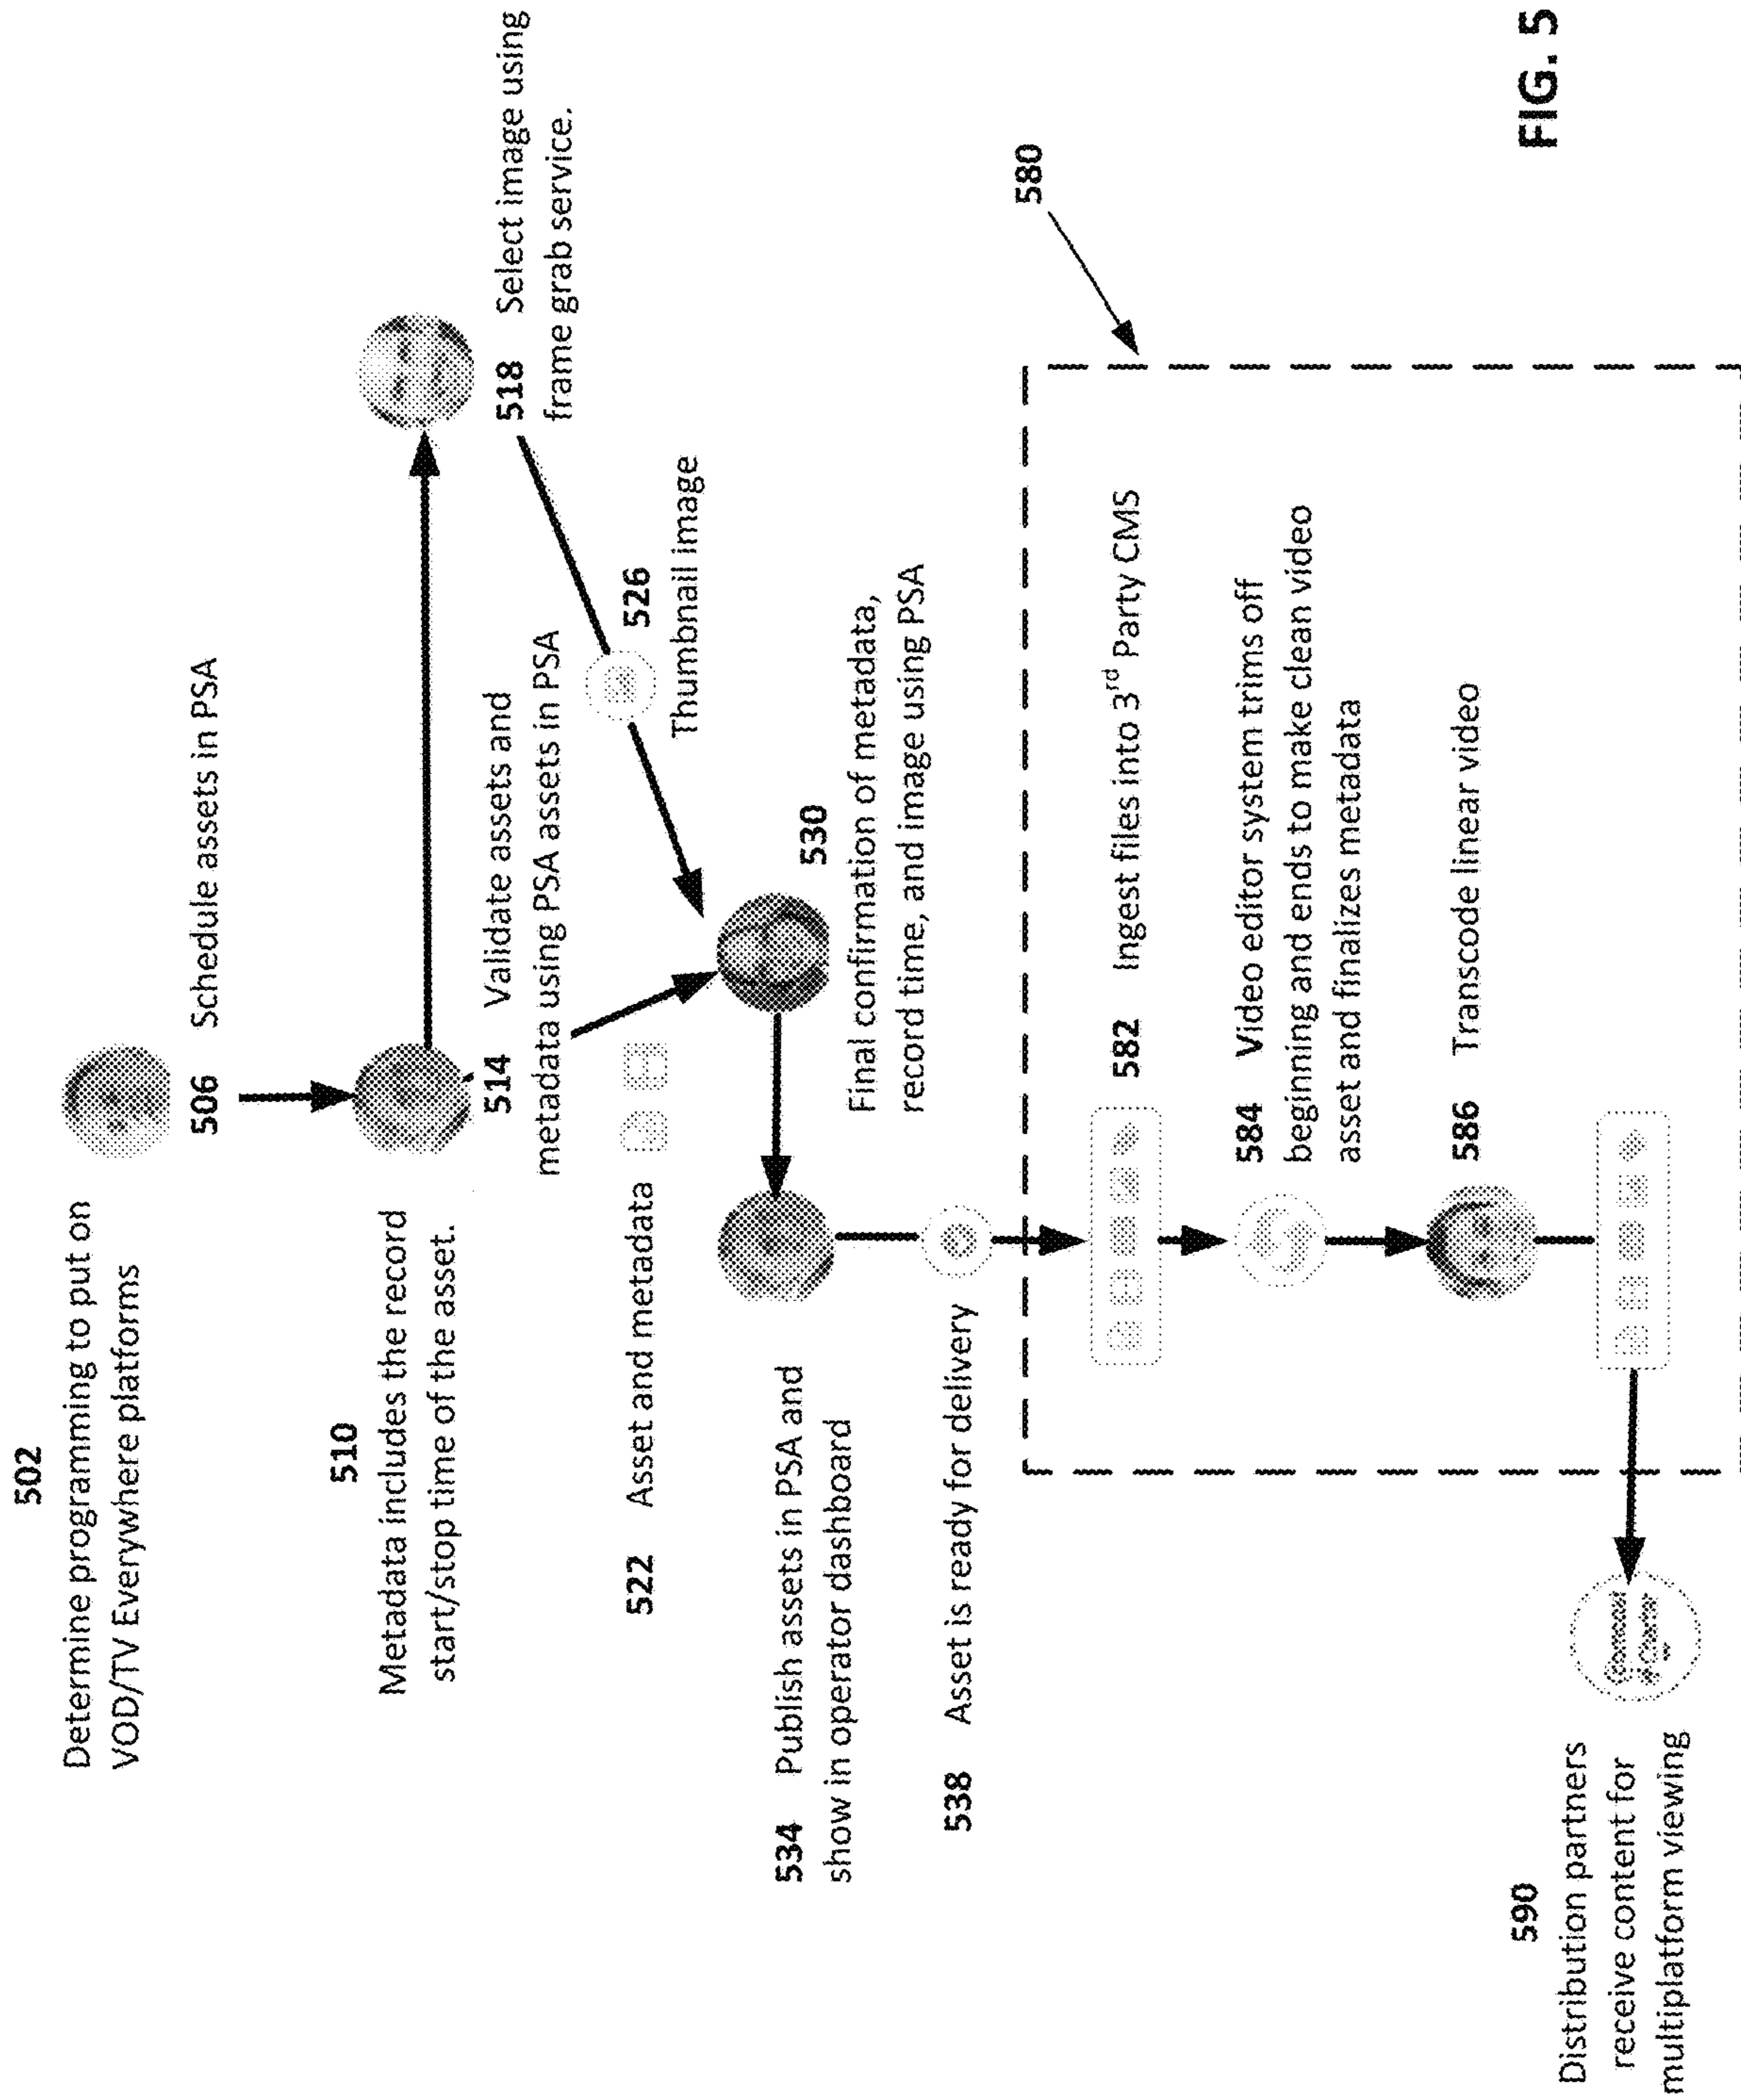 502
Determine programming to put on
VOD/TV Everywhere platforms
506 Schedule assets in PSA
510
Metadata includes the record
start/stop time of the asset.
514 Validate assets and
metadata using PSA assets in PSA
518 Select image using
frame grab service.
522 Asset and metadata
526
Thumbnail image
530
Final confirmation of metadata,
record time, and image using PSA
534 Publish assets in PSA and
show in operator dashboard
538 Asset is ready for delivery
580
582 Ingest files into 3rd Party CMS
584 Video editor system trims off
beginning and ends to make clean video
asset and finalizes metadata
586 Transcode linear video
590
Distribution partners
receive content for
multiplatform viewing
FIG. 5